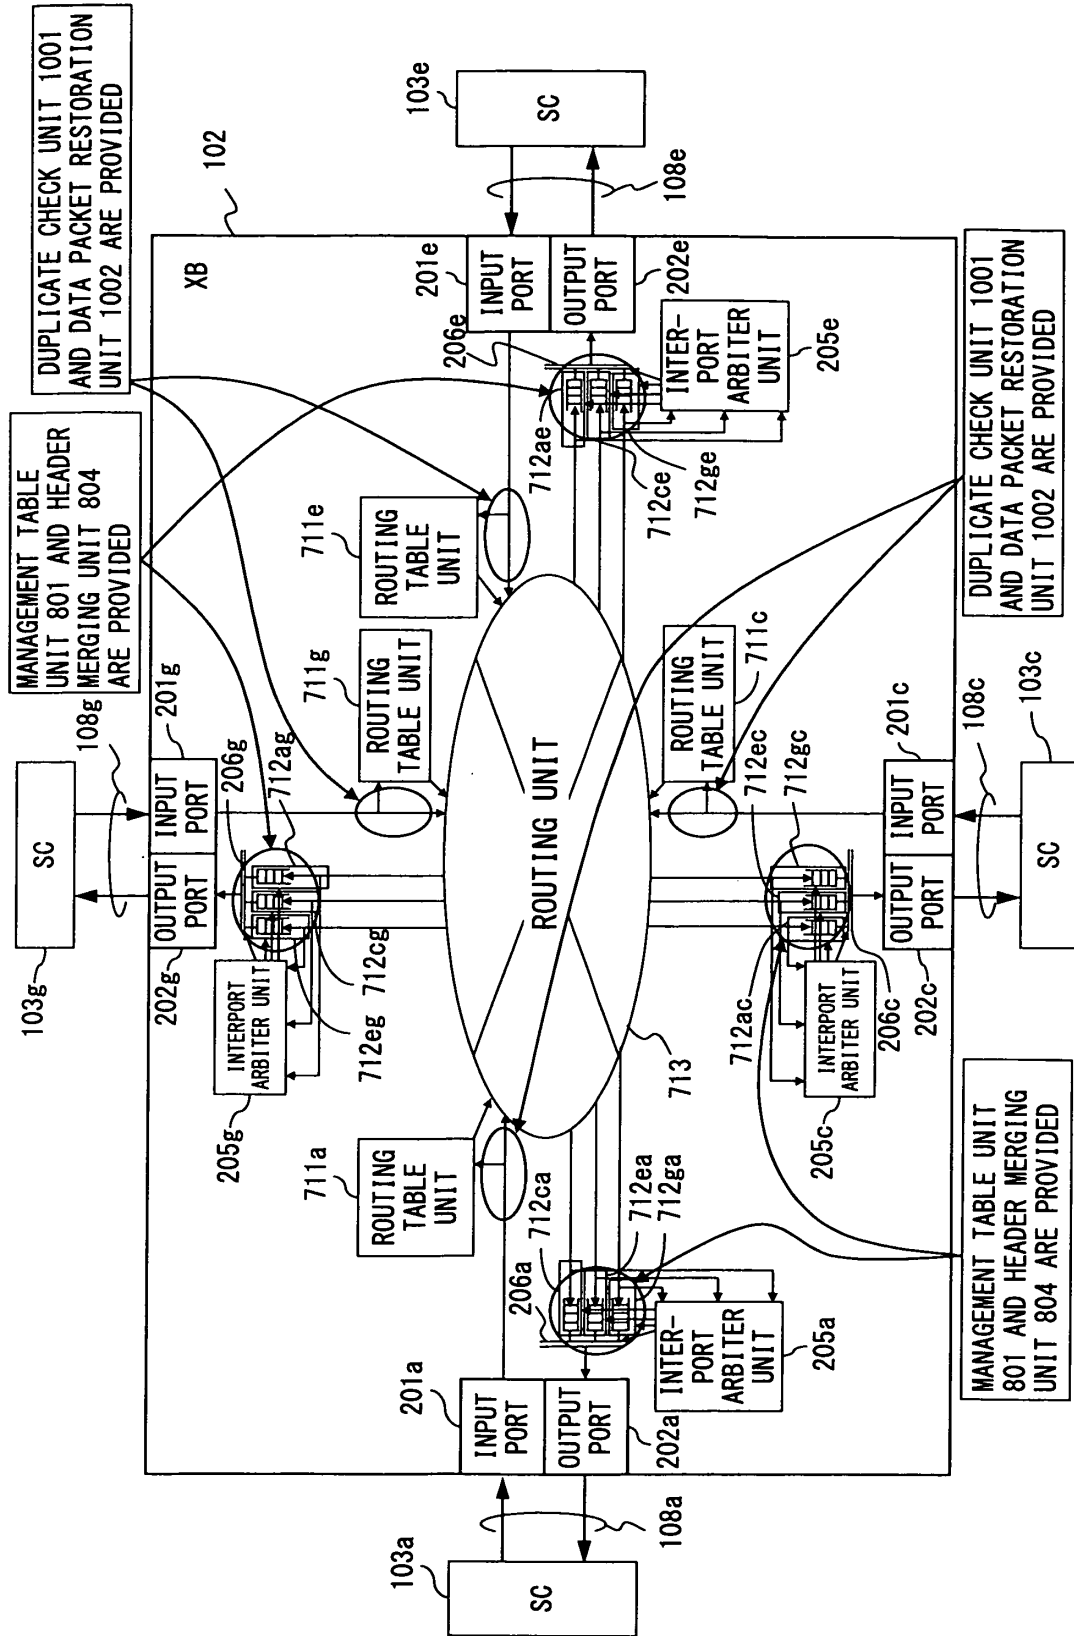 MANAGEMENT TABLE
UNIT 801 AND HEADER
MERGING UNIT 804
ARE PROVIDED
DUPLICATE CHECK UNIT 1001
AND DATA PACKET RESTORATION
UNIT 1002 ARE PROVIDED
102
XB
103g
SC
108g
202g
OUTPUT
PORT
INPUT
PORT
201g
206g
712ag
205g
INTERPORT
ARBITER UNIT
712eg
712cg
ROUTING
TABLE UNIT
711g
711e
ROUTING
TABLE
UNIT
711a
ROUTING
TABLE
UNIT
103a
SC
108a
201a
INPUT
PORT
OUTPUT
PORT
202a
206a
712ca
712ea
712ga
INTER-
PORT
ARBITER
UNIT
205a
ROUTING UNIT
713
712ae
206e
201e
INPUT
PORT
OUTPUT
PORT
202e
103e
SC
108e
712ce
712ge
INTER-
PORT
ARBITER
UNIT
205e
ROUTING
TABLE UNIT
711c
712ac
712ec
712gc
INTERPORT
ARBITER UNIT
205c
206c
202c
OUTPUT
PORT
INPUT
PORT
201c
SC
108c
103c
MANAGEMENT TABLE UNIT
801 AND HEADER MERGING
UNIT 804 ARE PROVIDED
DUPLICATE CHECK UNIT 1001
AND DATA PACKET RESTORATION
UNIT 1002 ARE PROVIDED